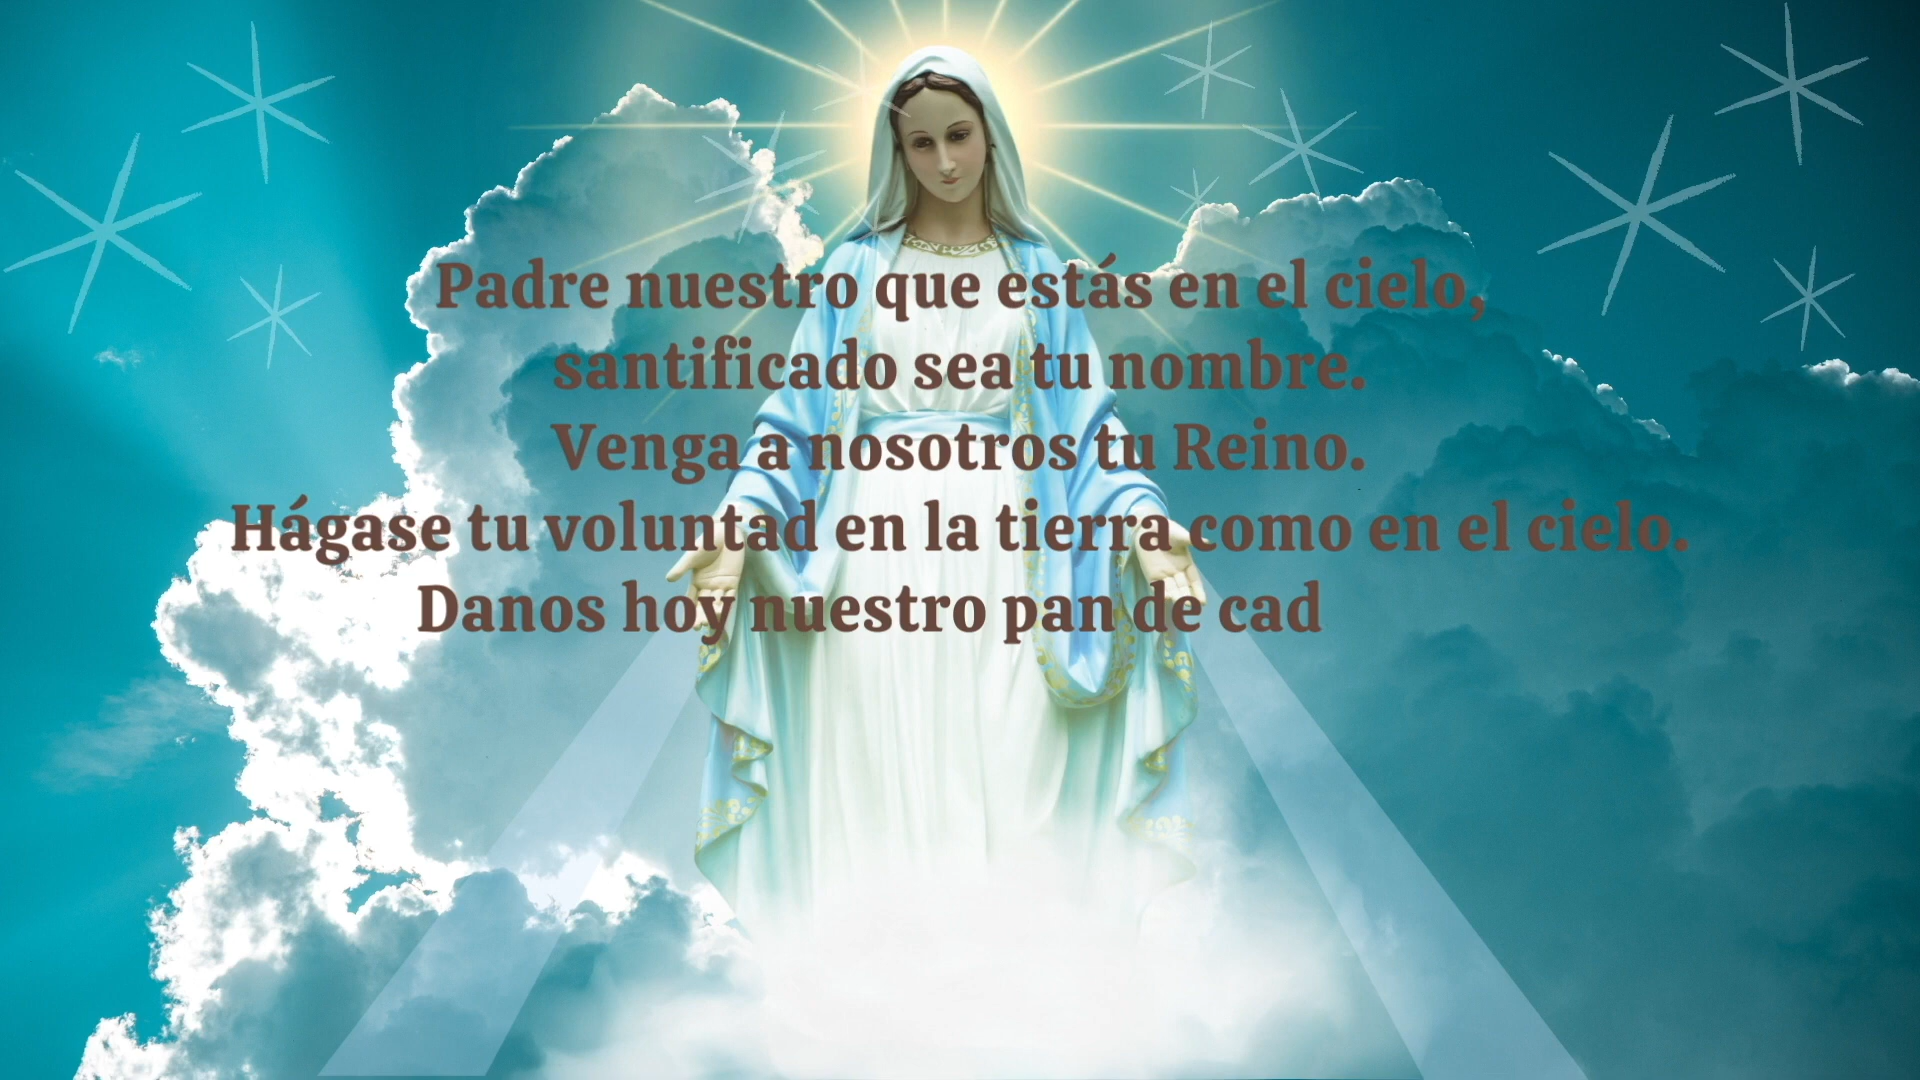 Padre nuestro que estás en el cielo,
santificado sea tu nombre.
Venga a nosotros tu Reino.
Hágase tu voluntad en la tierra como en el cielo.
Danos hoy nuestro pan de cad